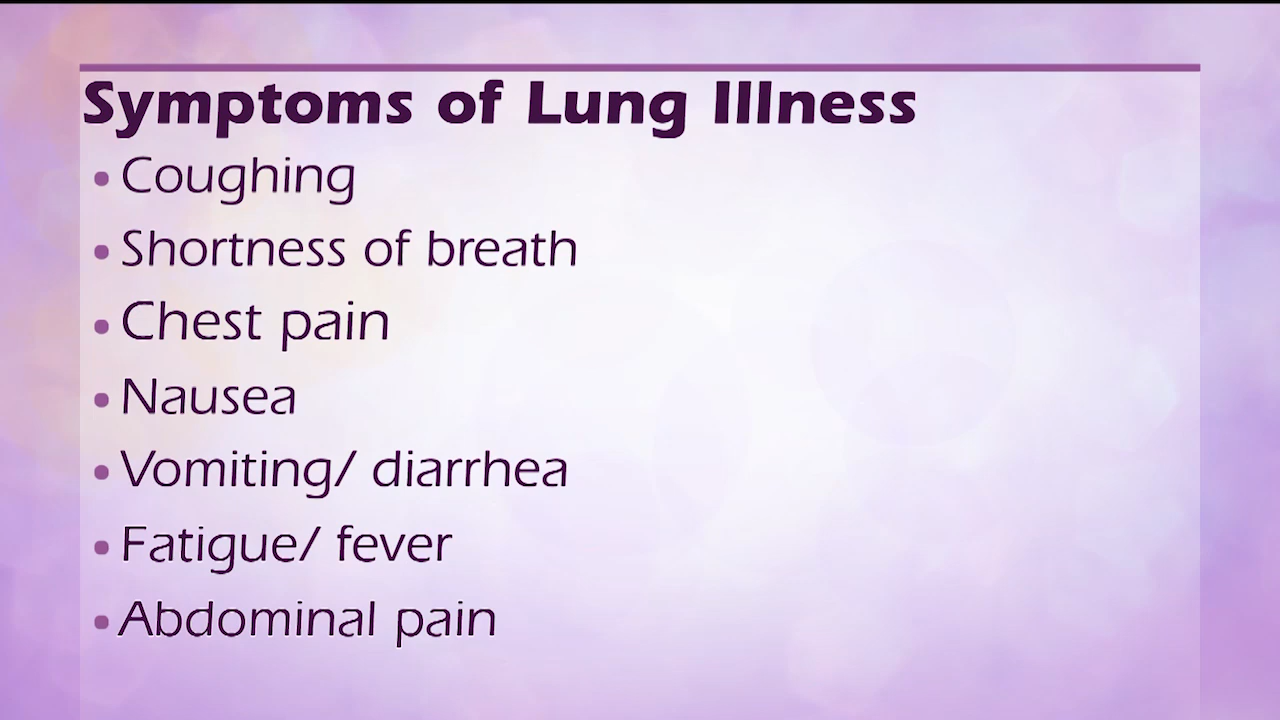 Symptoms of Lung Illness
• Coughing
• Shortness of breath
• Chest pain
• Nausea
• Vomiting/ diarrhea
• Fatigue/ fever
• Abdominal pain